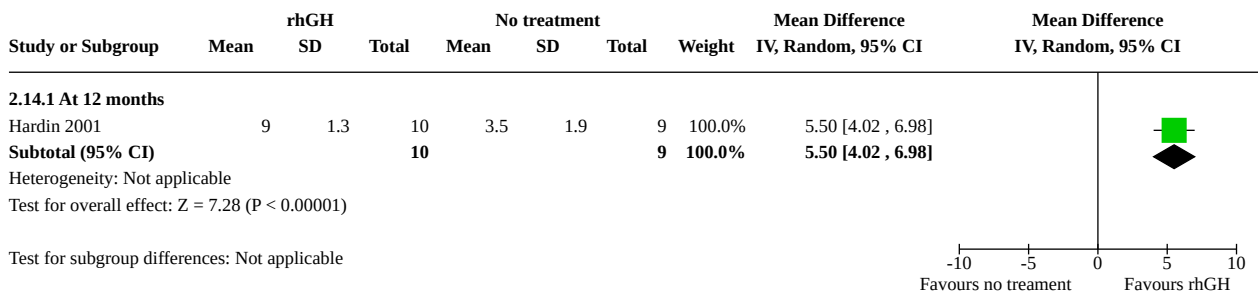 rhGH No treatment Mean Difference Mean Difference
Study or Subgroup Mean SD Total Mean SD Total Weight IV, Random, 95% CI IV, Random, 95% CI
2.14.1 At 12 months
Hardin 2001 9 1.3 10 3.5 1.9 9 100.0% 5.50 [4.02 , 6.98]
Subtotal (95% CI) 10 9 100.0% 5.50 [4.02 , 6.98]
Heterogeneity: Not applicable
Test for overall effect: Z = 7.28 (P < 0.00001)
Test for subgroup differences: Not applicable
-10 -5 0 5 10
Favours no treament Favours rhGH